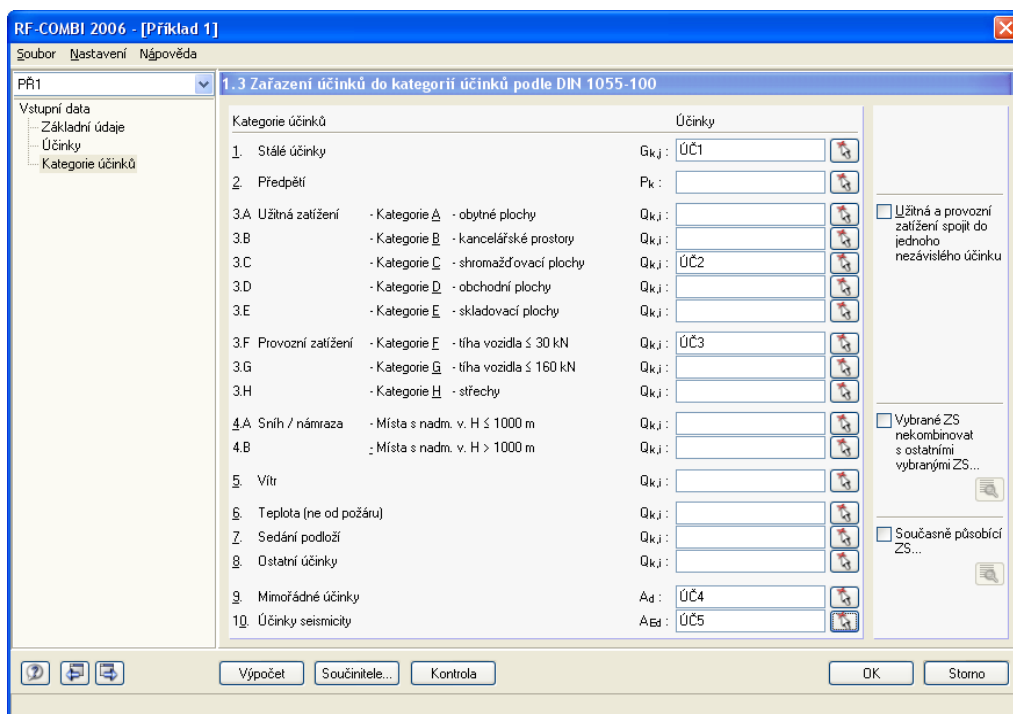 RF-COMBI 2006 - [Příklad 1]
Soubor Nastavení Nápověda
PŘ1
1.3 Zařazení účinků do kategorií účinků podle DIN 1055-100
Vstupní data
Základní údaje
Účinky
Kategorie účinků
Kategorie účinků Účinky
1. Stálé účinky Gk,j : ÚČ1
2. Předpětí Pk :
3.A Užitná zatížení - Kategorie A - obytné plochy Qk,i :
3.B - Kategorie B - kancelářské prostory Qk,i :
3.C - Kategorie C - shromažďovací plochy Qk,i : ÚČ2
3.D - Kategorie D - obchodní plochy Qk,i :
3.E - Kategorie E - skladovací plochy Qk,i :
3.F Provozní zatížení - Kategorie F - tíha vozidla ≤ 30 kN Qk,i : ÚČ3
3.G - Kategorie G - tíha vozidla ≤ 160 kN Qk,i :
3.H - Kategorie H - střechy Qk,i :
4.A Sníh / námraza - Místa s nadm. v. H ≤ 1000 m Qk,i :
4.B - Místa s nadm. v. H > 1000 m Qk,i :
5. Vítr Qk,i :
6. Teplota (ne od požáru) Qk,i :
7. Sedání podloží Qk,i :
8. Ostatní účinky Qk,i :
9. Mimořádné účinky Ad : ÚČ4
10. Účinky seismicity AEd : ÚČ5
Užitná a provozní
zatížení spojit do
jednoho
nezávislého účinku
Vybrané ZS
nekombinovat
s ostatními
vybranými ZS...
Současně působící
ZS...
Výpočet Součinitele... Kontrola OK Storno